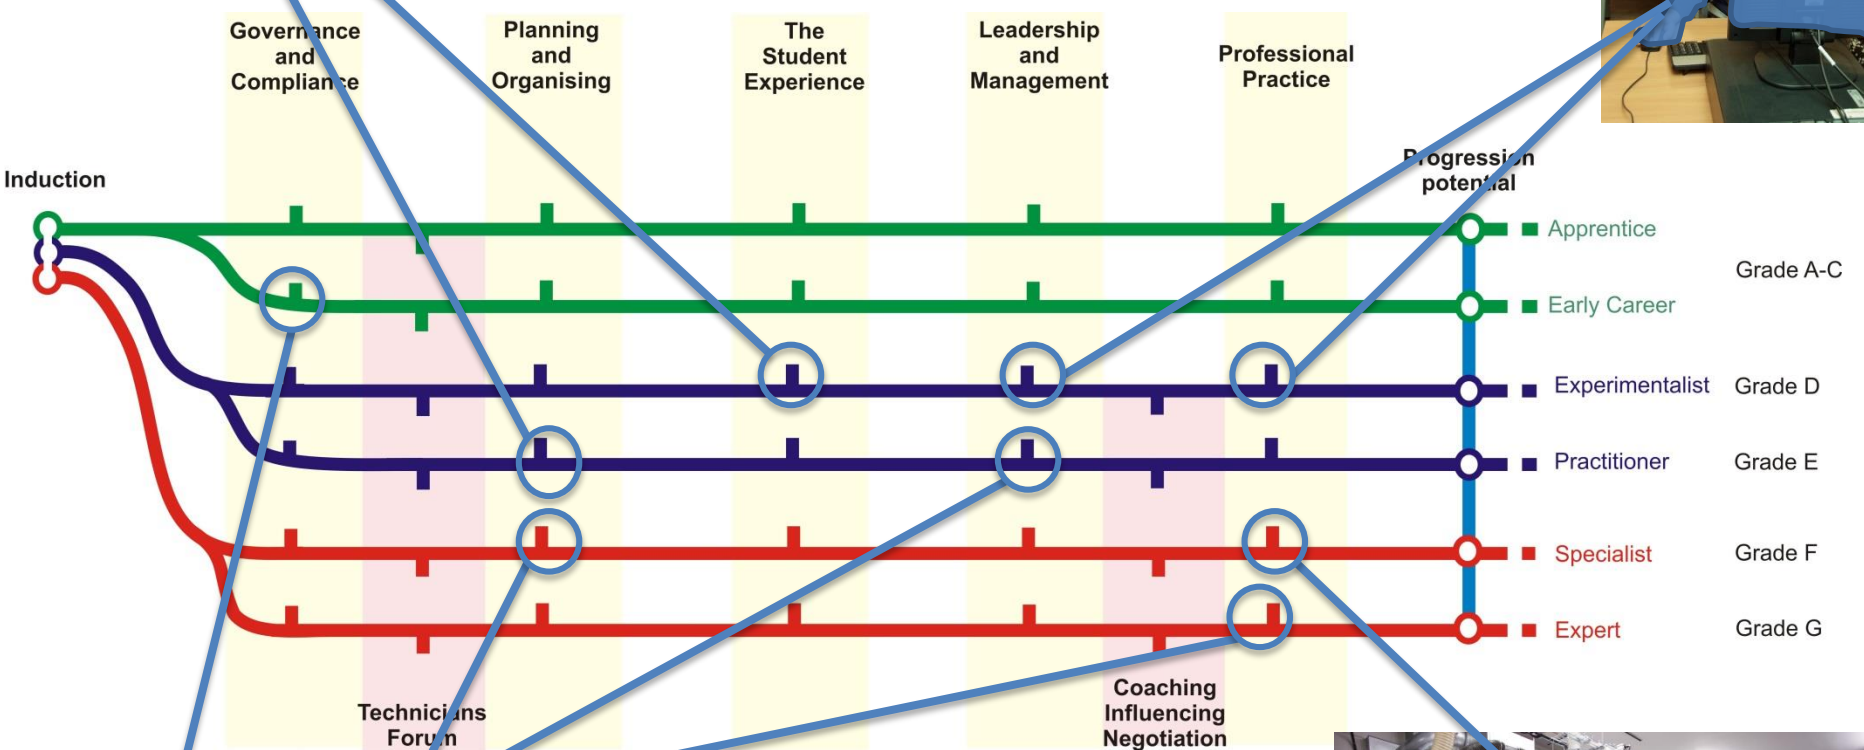 Governance
and
Compliance
Planning
and
Organising
The
Student
Experience
Leadership
and
Management
Professional
Practice
Induction
Progression
potential
Apprentice
Grade A-C
Early Career
Experimentalist Grade D
Practitioner Grade E
Specialist Grade F
Expert Grade G
Technicians
Forum
Coaching
Influencing
Negotiation